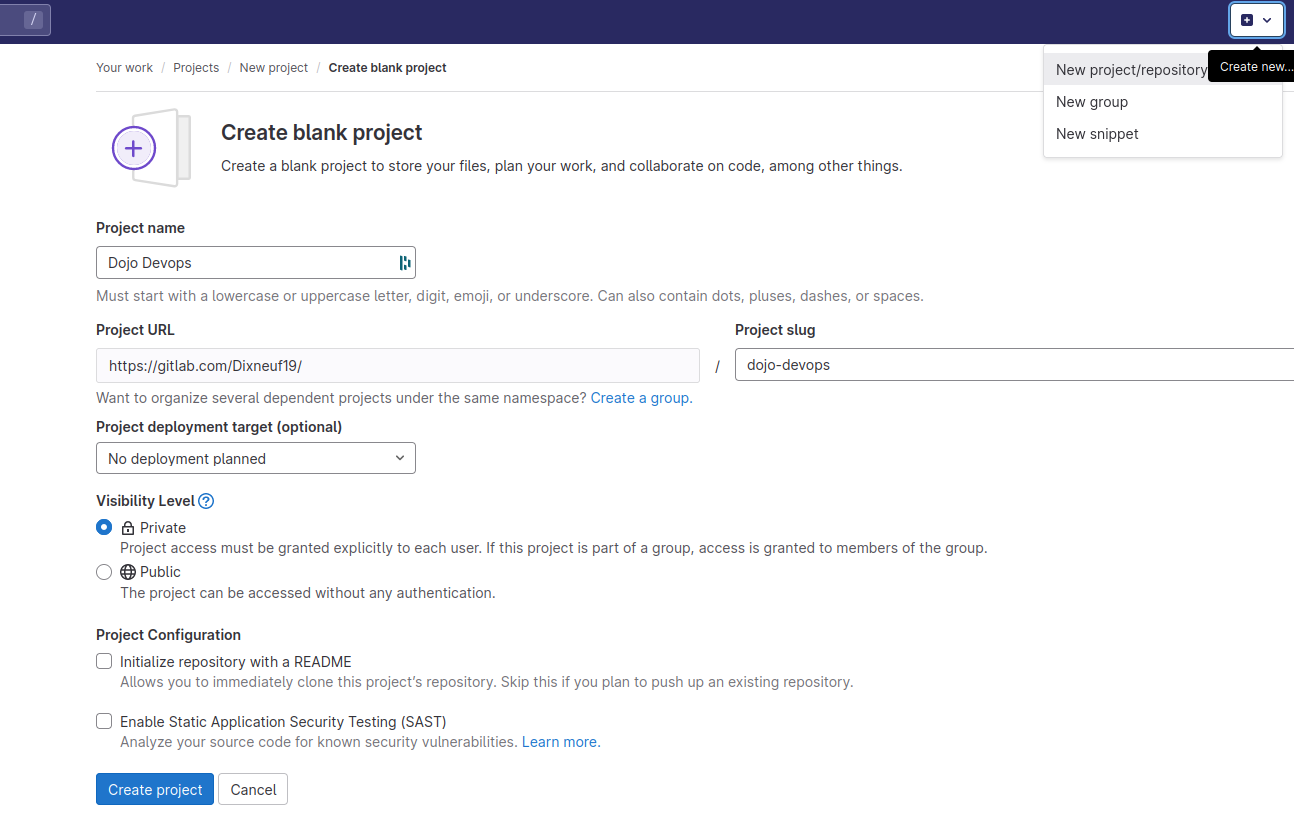 /
Your work / Projects / New project / Create blank project
New project/repository
Create new...
New group
New snippet
Create blank project
Create a blank project to store your files, plan your work, and collaborate on code, among other things.
Project name
Dojo Devops
Must start with a lowercase or uppercase letter, digit, emoji, or underscore. Can also contain dots, pluses, dashes, or spaces.
Project URL
Project slug
https://gitlab.com/Dixneuf19/
/
dojo-devops
Want to organize several dependent projects under the same namespace? Create a group.
Project deployment target (optional)
No deployment planned
Visibility Level
Private
Project access must be granted explicitly to each user. If this project is part of a group, access is granted to members of the group.
Public
The project can be accessed without any authentication.
Project Configuration
Initialize repository with a README
Allows you to immediately clone this project's repository. Skip this if you plan to push up an existing repository.
Enable Static Application Security Testing (SAST)
Analyze your source code for known security vulnerabilities. Learn more.
Create project
Cancel